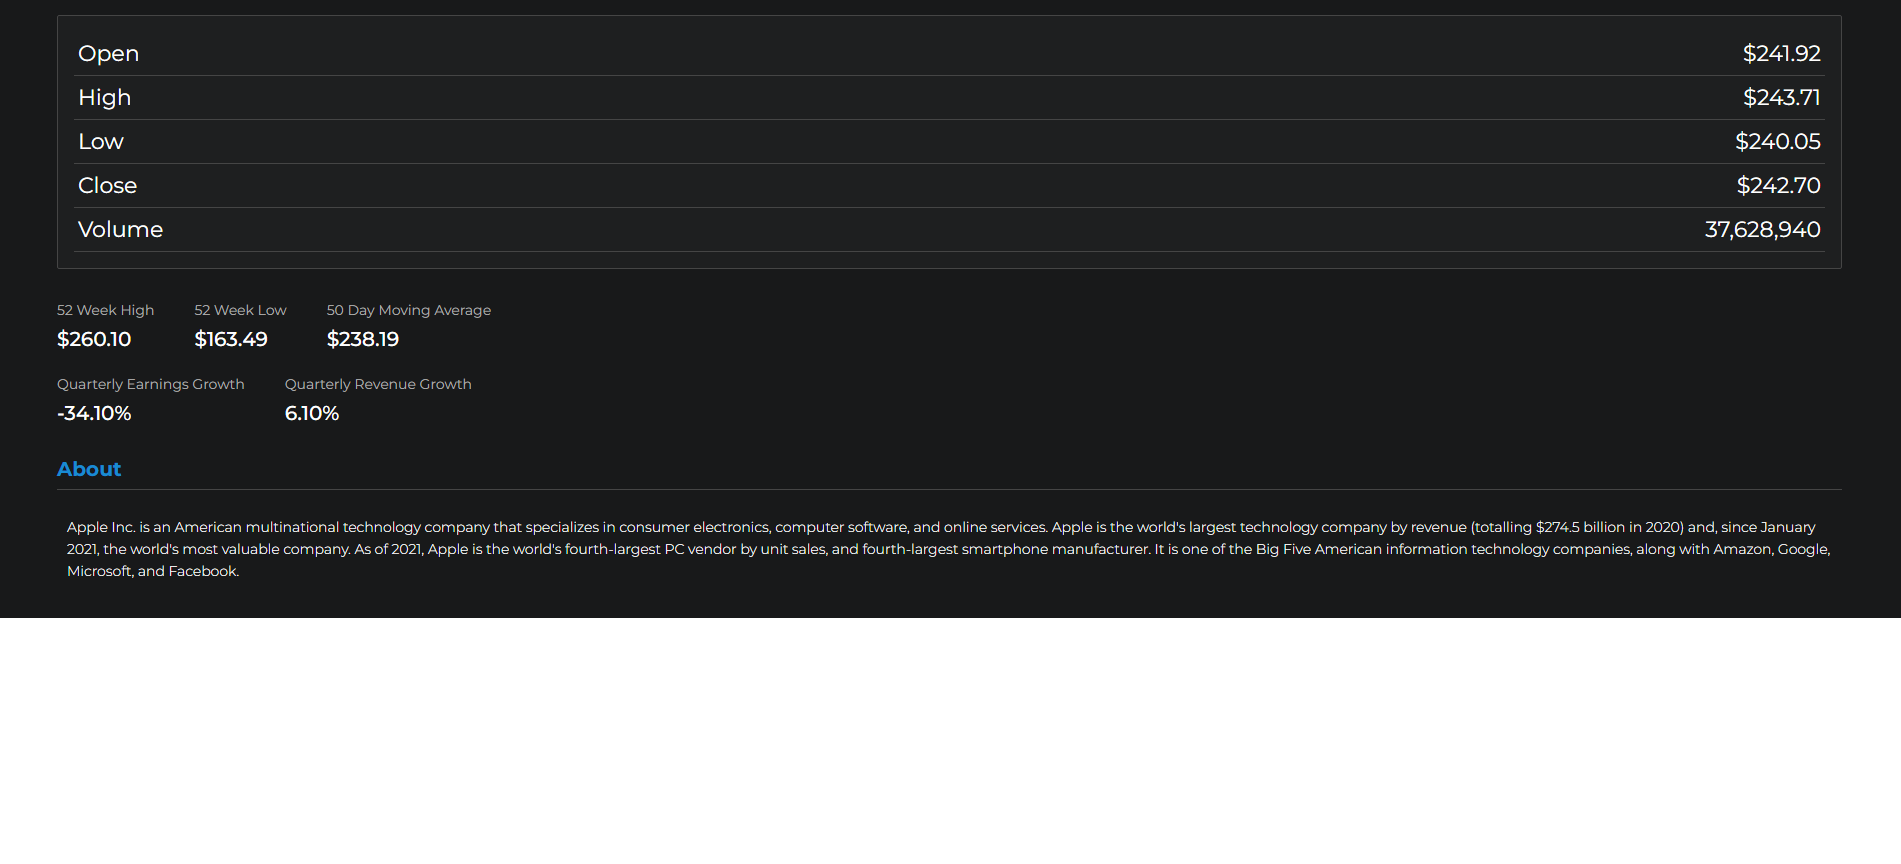 Open $241.92
High $243.71
Low $240.05
Close $242.70
Volume 37,628,940
52 Week High 52 Week Low 50 Day Moving Average
$260.10 $163.49 $238.19
Quarterly Earnings Growth Quarterly Revenue Growth
-34.10% 6.10%
About
Apple Inc. is an American multinational technology company that specializes in consumer electronics, computer software, and online services. Apple is the world's largest technology company by revenue (totalling $274.5 billion in 2020) and, since January
2021, the world's most valuable company. As of 2021, Apple is the world's fourth-largest PC vendor by unit sales, and fourth-largest smartphone manufacturer. It is one of the Big Five American information technology companies, along with Amazon, Google,
Microsoft, and Facebook.